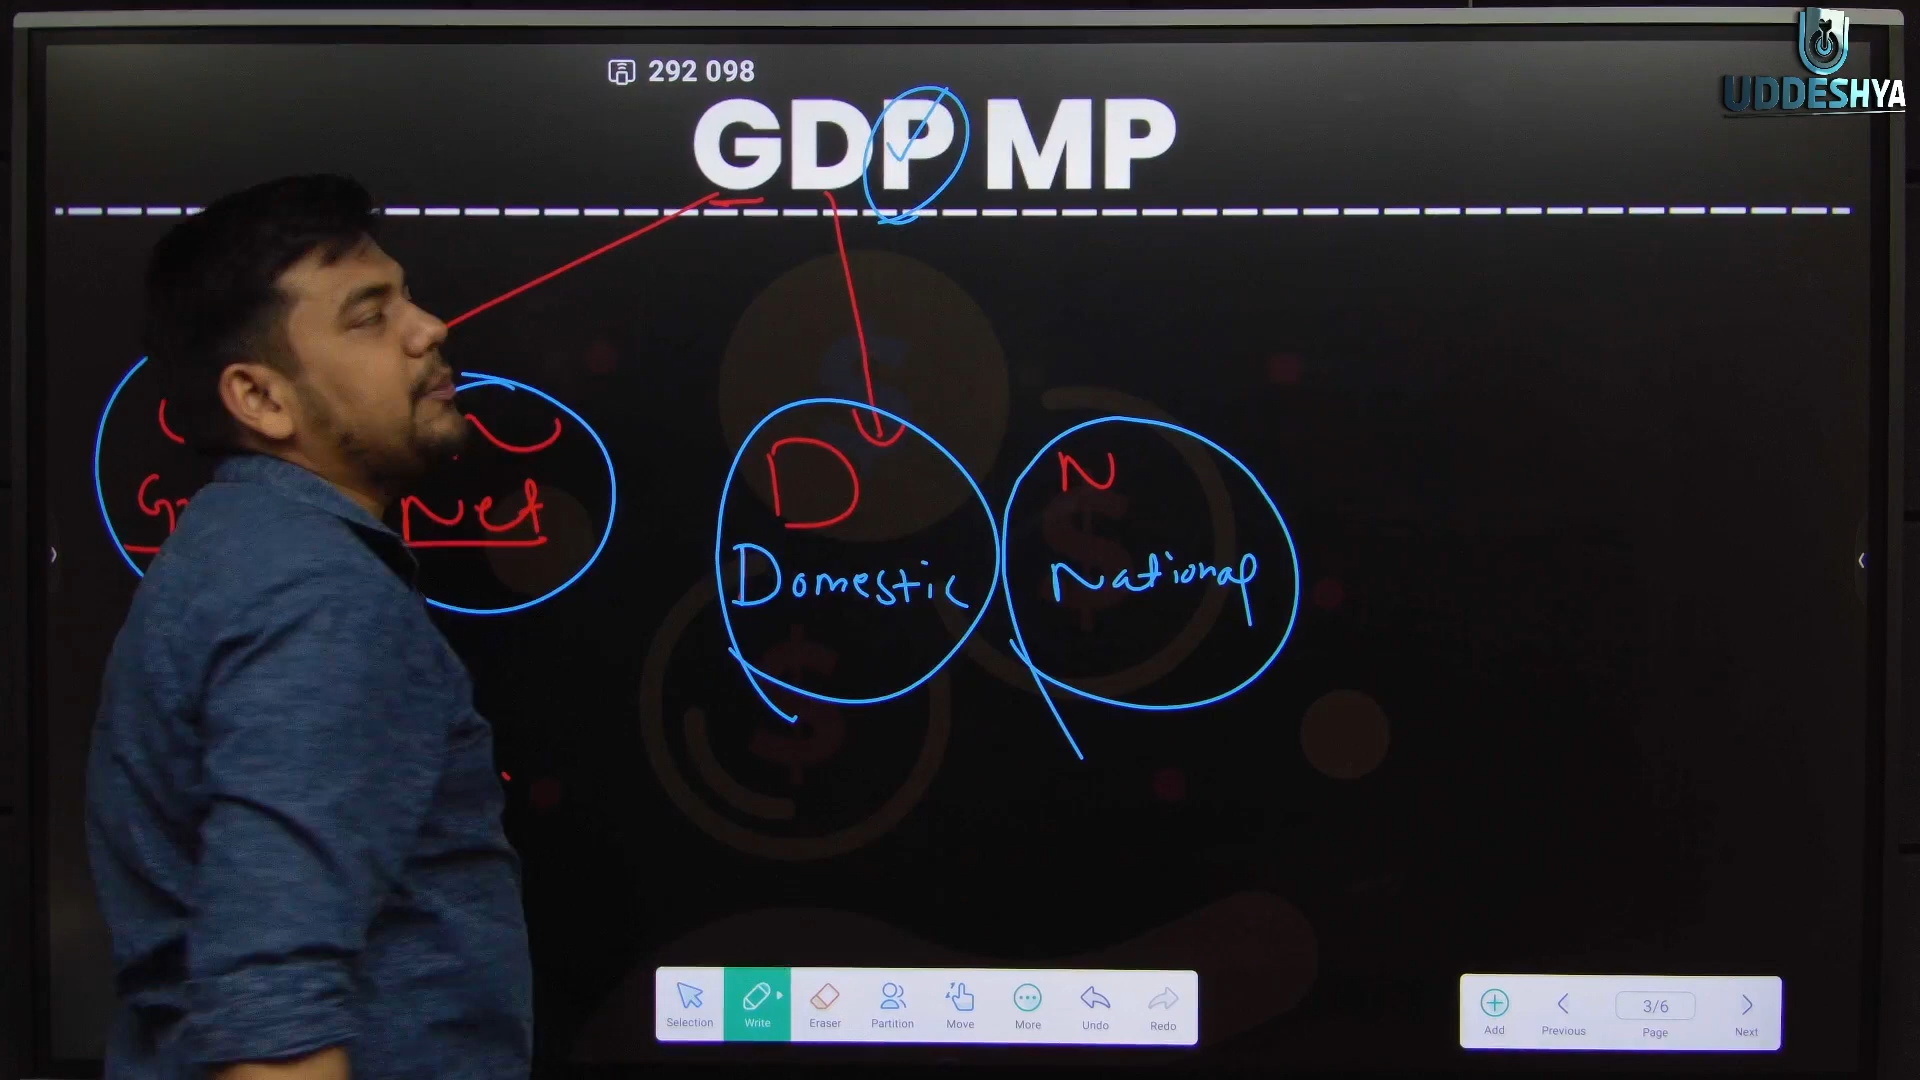 292 098
UDDESHYA
GDP MP
Net
D
N
Domestic
National
Selection
Write
Eraser
Partition
Move
More
Undo
Redo
Add
Previous
3/6
Page
Next